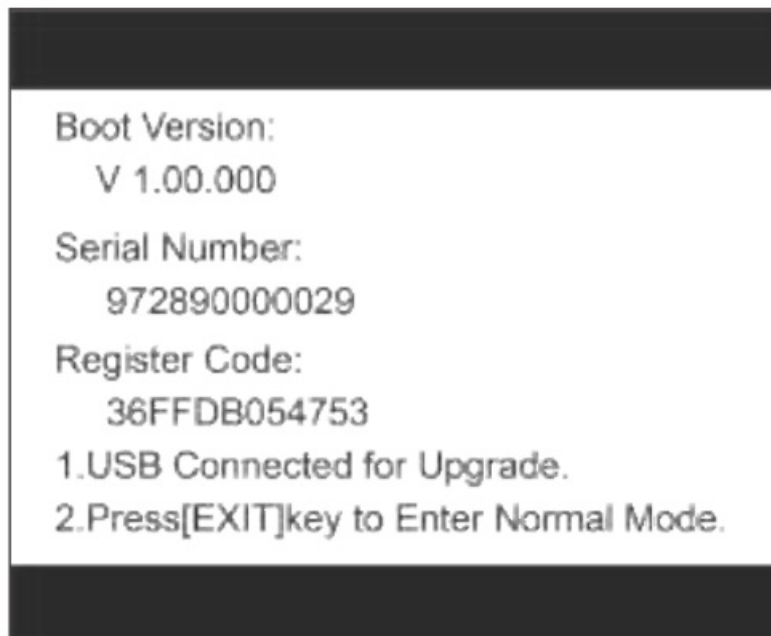 Boot Version:
V 1.00.000
Serial Number:
972890000029
Register Code:
36FFDB054753
1.USB Connected for Upgrade.
2.Press[EXIT]key to Enter Normal Mode.